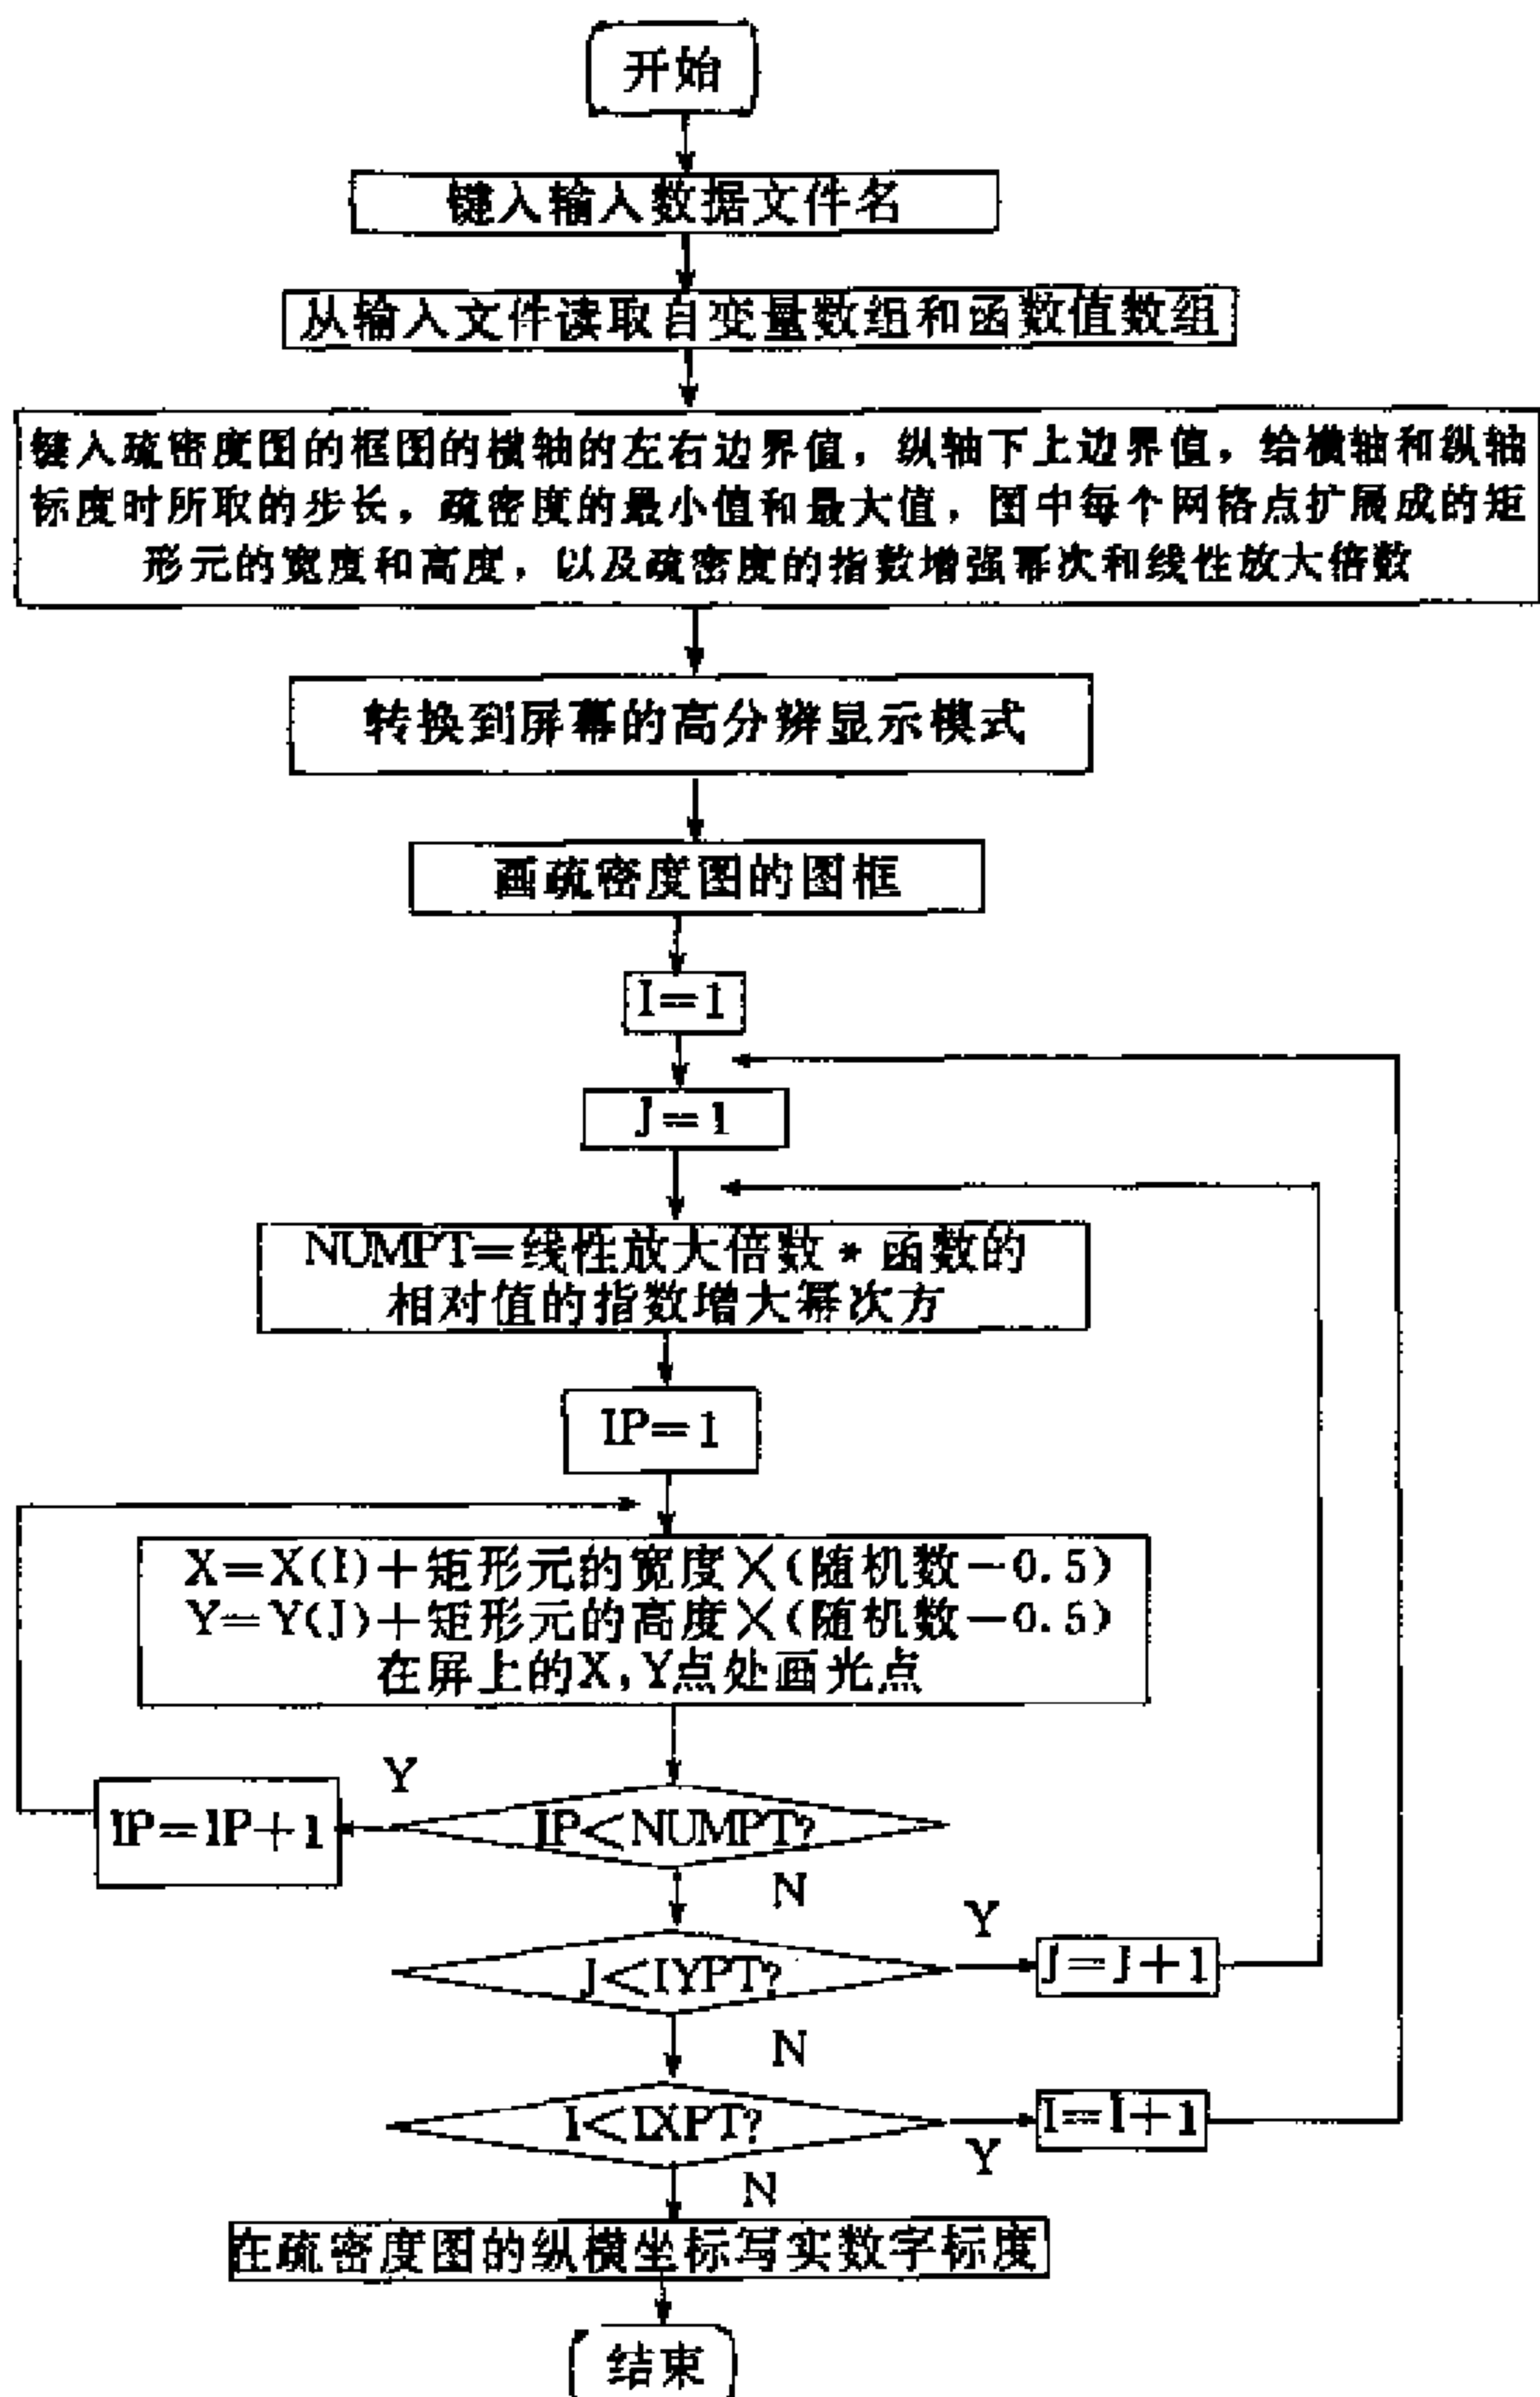 开始
键入输入数据文件名
从输入文件读取自变量数组和函数值数组
键入疏密度图的框图的横轴的左右边界值，纵轴下上边界值，给横轴和纵轴
标度时所取的步长，疏密度的最小值和最大值，图中每个网络点扩展成的矩
形元的宽度和高度，以及疏密度的指数增强幂次和线性放大倍数
转换到屏幕的高分辨显示模式
画疏密度图的图框
I=1
J=1
NUMPT=线性放大倍数*函数的
相对值的指数增大幂次方
IP=1
X=X(I)+矩形元的宽度×(随机数-0.5)
Y=Y(J)+矩形元的高度×(随机数-0.5)
在屏上的X,Y点处画光点
Y
IP=IP+1
IP<NUMPT?
N
Y
J<IYPT?
J=J+1
N
I<IXPT?
I=I+1
Y
N
在疏密度图的纵横坐标写实数字标度
结束